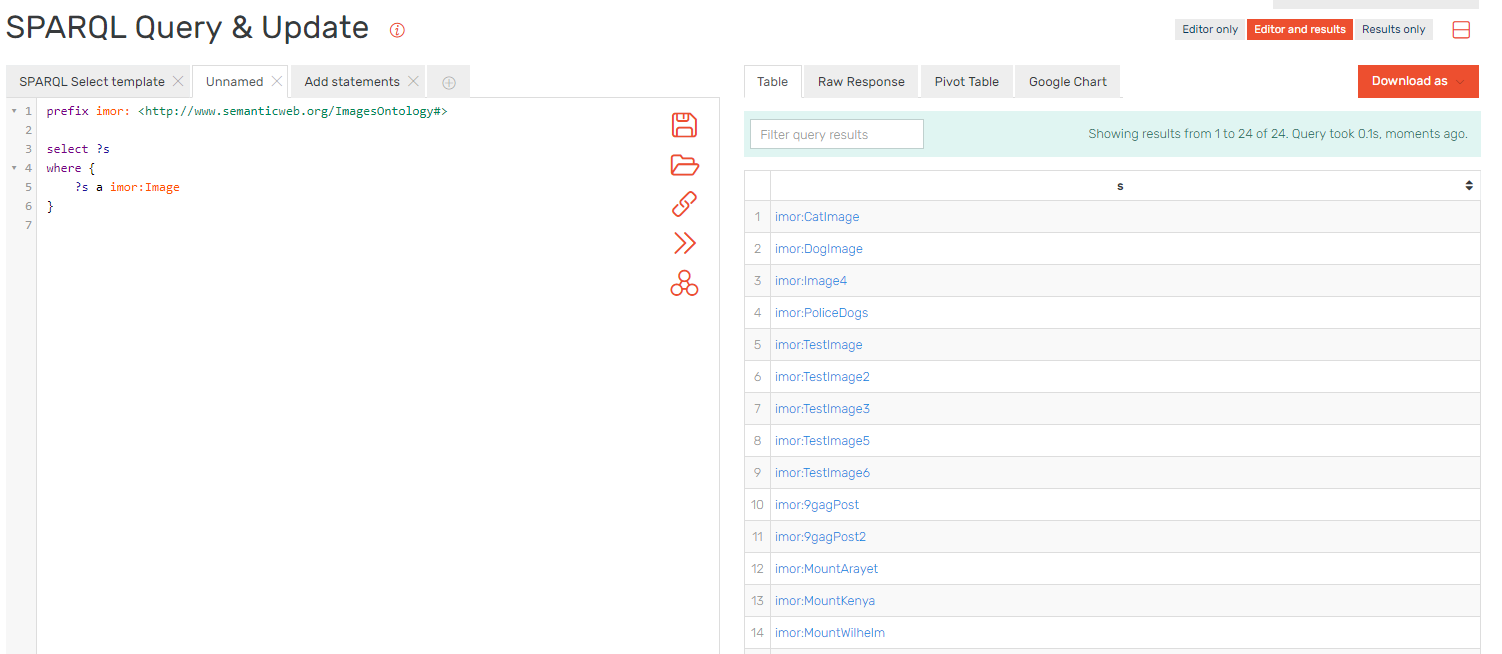 SPARQL Query & Update
Editor only Editor and results Results only
SPARQL Select template Unnamed Add statements
1 prefix imor: <http://www.semanticweb.org/ImagesOntology#>
2
3 select ?s
4 where {
5 ?s a imor:Image
6 }
7
Table Raw Response Pivot Table Google Chart Download as
Filter query results Showing results from 1 to 24 of 24. Query took 0.1s, moments ago.
s
1 imor:CatImage
2 imor:DogImage
3 imor:Image4
4 imor:PoliceDogs
5 imor:TestImage
6 imor:TestImage2
7 imor:TestImage3
8 imor:TestImage5
9 imor:TestImage6
10 imor:9gagPost
11 imor:9gagPost2
12 imor:MountArayet
13 imor:MountKenya
14 imor:MountWilhelm